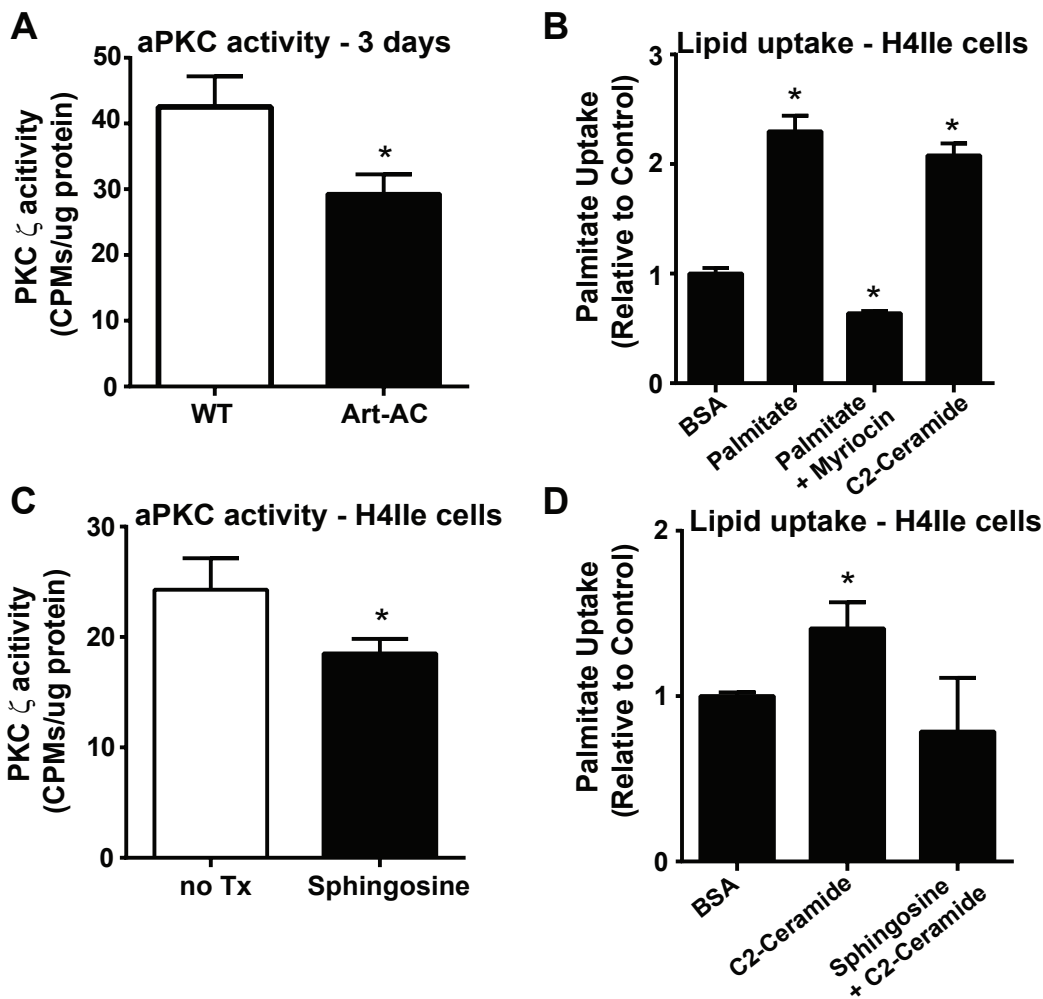 A
aPKC activity - 3 days
PKC ζ acitivity
(CPMs/ug protein)
50
40
30
20
10
0
*
WT
Art-AC
B
Lipid uptake - H4IIe cells
Palmitate Uptake
(Relative to Control)
3
2
1
0
*
*
*
BSA
Palmitate
Palmitate
+ Myriocin
C2-Ceramide
C
aPKC activity - H4IIe cells
PKC ζ acitivity
(CPMs/ug protein)
30
20
10
0
*
no Tx
Sphingosine
D
Lipid uptake - H4IIe cells
Palmitate Uptake
(Relative to Control)
2
1
0
*
BSA
C2-Ceramide
Sphingosine
+ C2-Ceramide